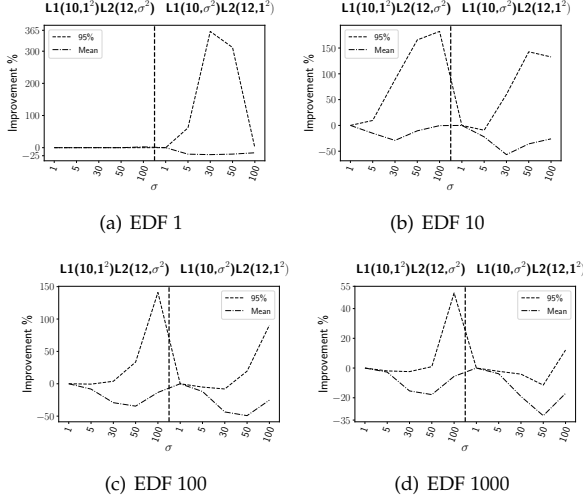 L1(10,1²)L2(12,σ²) L1(10,σ²)L2(12,1²)
365
300
200
100
0
−25
Improvement %
95%
Mean
1 5 30 50 100 1 5 30 50 100
σ
(a) EDF 1
L1(10,1²)L2(12,σ²) L1(10,σ²)L2(12,1²)
150
100
50
0
−50
Improvement %
95%
Mean
1 5 30 50 100 1 5 30 50 100
σ
(b) EDF 10
L1(10,1²)L2(12,σ²) L1(10,σ²)L2(12,1²)
150
100
50
0
−50
Improvement %
95%
Mean
1 5 30 50 100 1 5 30 50 100
σ
(c) EDF 100
L1(10,1²)L2(12,σ²) L1(10,σ²)L2(12,1²)
55
40
20
0
−20
−35
Improvement %
95%
Mean
1 5 30 50 100 1 5 30 50 100
σ
(d) EDF 1000